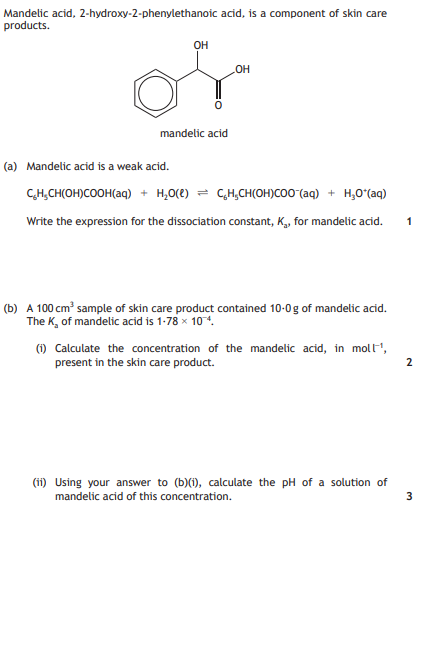 Mandelic acid, 2-hydroxy-2-phenylethanoic acid, is a component of skin care
products.
OH
OH
O
mandelic acid
(a) Mandelic acid is a weak acid.
C₆H₅CH(OH)COOH(aq) + H₂O(ℓ) ⇌ C₆H₅CH(OH)COO⁻(aq) + H₃O⁺(aq)
Write the expression for the dissociation constant, Kₐ, for mandelic acid. 1
(b) A 100 cm³ sample of skin care product contained 10·0 g of mandelic acid.
The Kₐ of mandelic acid is 1·78 × 10⁻⁴.
(i) Calculate the concentration of the mandelic acid, in mol l⁻¹,
present in the skin care product. 2
(ii) Using your answer to (b)(i), calculate the pH of a solution of
mandelic acid of this concentration. 3